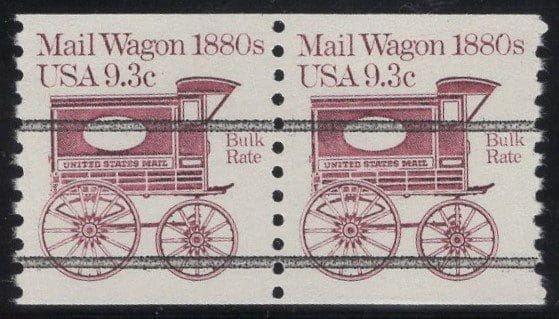 Mail Wagon 1880s
USA 9.3c
Bulk
Rate
UNITED STATES MAIL
Mail Wagon 1880s
USA 9.3c
Bulk
Rate
UNITED STATES MAIL